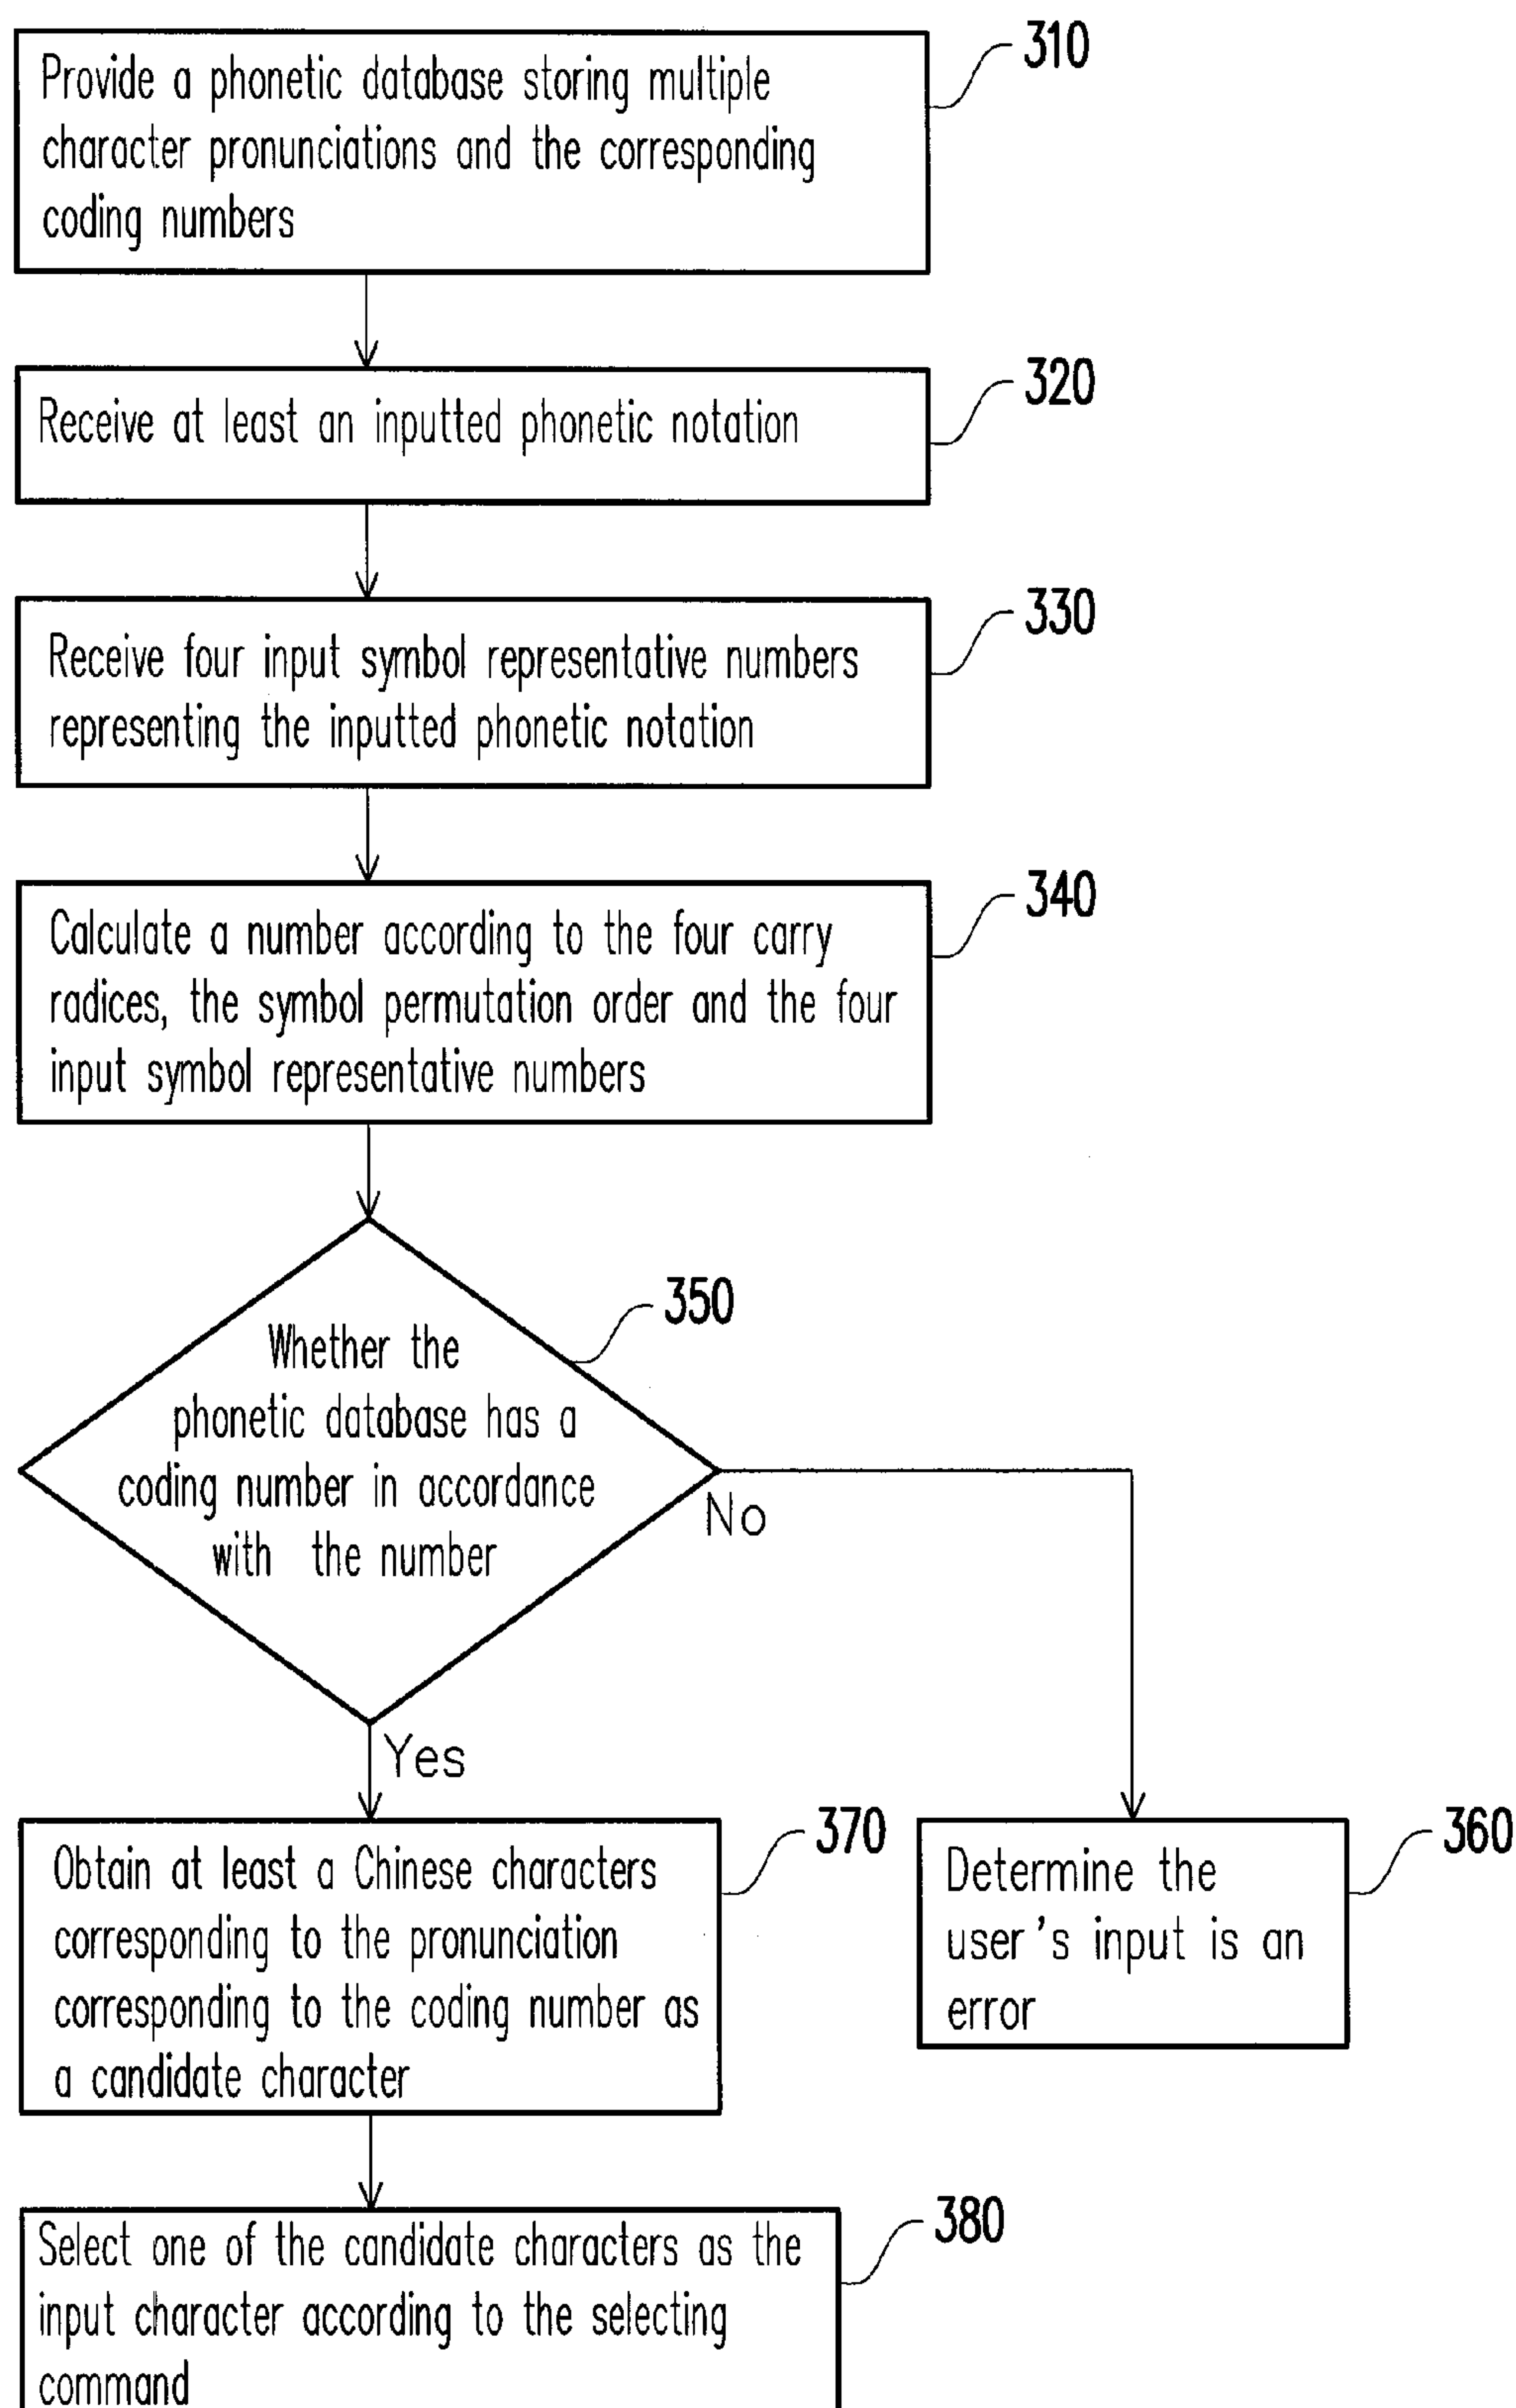 310
Provide a phonetic database storing multiple
character pronunciations and the corresponding
coding numbers
320
Receive at least an inputted phonetic notation
330
Receive four input symbol representative numbers
representing the inputted phonetic notation
340
Calculate a number according to the four carry
radices, the symbol permutation order and the four
input symbol representative numbers
350
Whether the
phonetic database has a
coding number in accordance
with the number
No
Yes
370
Obtain at least a Chinese characters
corresponding to the pronunciation
corresponding to the coding number as
a candidate character
360
Determine the
user's input is an
error
380
Select one of the candidate characters as the
input character according to the selecting
command